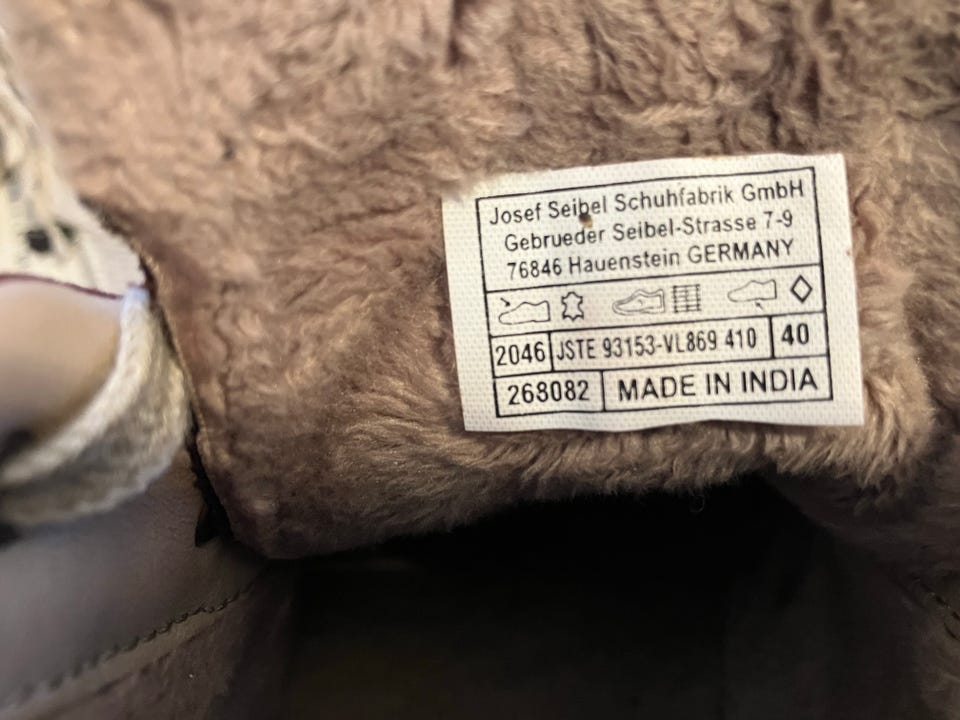 Josef Seibel Schuhfabrik GmbH
Gebrueder Seibel-Strasse 7-9
76846 Hauenstein GERMANY
2046 JSTE 93153-VL869 410 40
268082 MADE IN INDIA